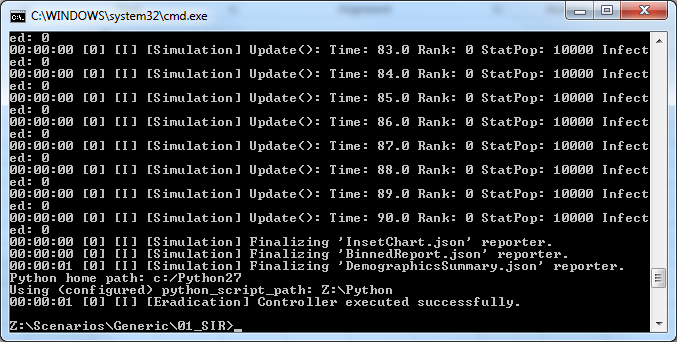 C:\WINDOWS\system32\cmd.exe
ed: 0
00:00:00 [0] [I] [Simulation] Update(): Time: 83.0 Rank: 0 StatPop: 10000 Infect
ed: 0
00:00:00 [0] [I] [Simulation] Update(): Time: 84.0 Rank: 0 StatPop: 10000 Infect
ed: 0
00:00:00 [0] [I] [Simulation] Update(): Time: 85.0 Rank: 0 StatPop: 10000 Infect
ed: 0
00:00:00 [0] [I] [Simulation] Update(): Time: 86.0 Rank: 0 StatPop: 10000 Infect
ed: 0
00:00:00 [0] [I] [Simulation] Update(): Time: 87.0 Rank: 0 StatPop: 10000 Infect
ed: 0
00:00:00 [0] [I] [Simulation] Update(): Time: 88.0 Rank: 0 StatPop: 10000 Infect
ed: 0
00:00:00 [0] [I] [Simulation] Update(): Time: 89.0 Rank: 0 StatPop: 10000 Infect
ed: 0
00:00:00 [0] [I] [Simulation] Update(): Time: 90.0 Rank: 0 StatPop: 10000 Infect
ed: 0
00:00:00 [0] [I] [Simulation] Finalizing 'InsetChart.json' reporter.
00:00:00 [0] [I] [Simulation] Finalizing 'BinnedReport.json' reporter.
00:00:01 [0] [I] [Simulation] Finalizing 'DemographicsSummary.json' reporter.
Python home path: c:/Python27
Using (configured) python_script_path: Z:\Python
00:00:01 [0] [I] [Eradication] Controller executed successfully.
Z:\Scenarios\Generic\01_SIR>_